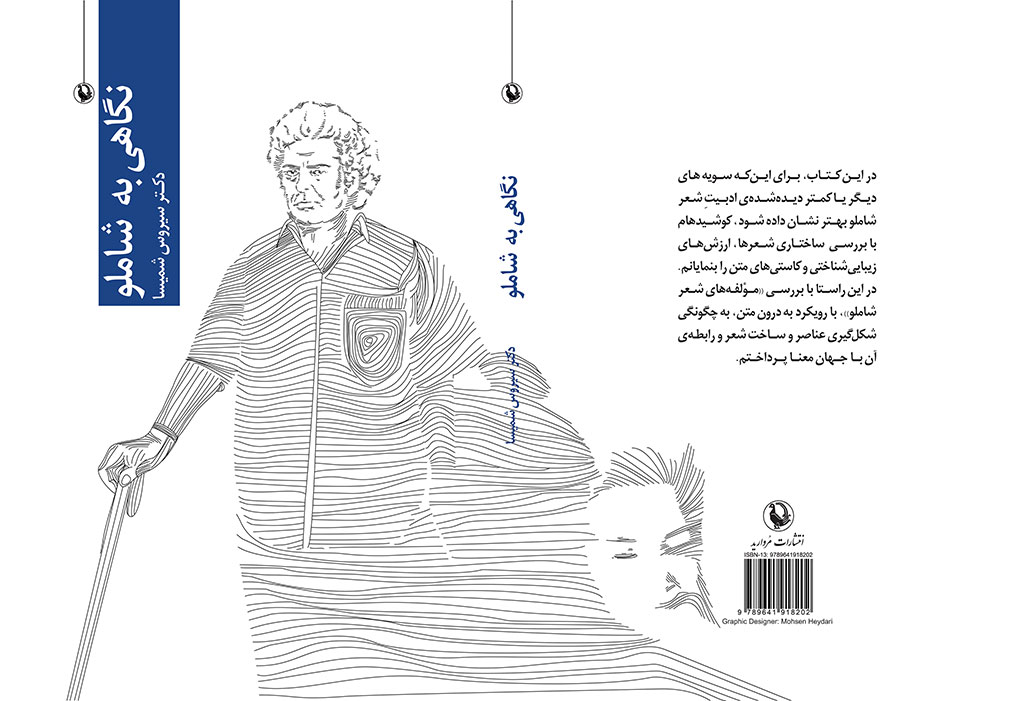 نگاهی به شاملو
دکتر سیروس شمیسا
نگاهی به شاملو
دکتر سیروس شمیسا
در این کتاب، برای این‌که سویه های
دیگر یا کمتر دیده‌شده‌ی ادبیتِ شعر
شاملو بهتر نشان داده شود، کوشیدهام
با بررسی ساختاری شعرها، ارزش‌های
زیبایی‌شناختی و کاستی‌های متن را بنمایانم.
در این راستا با بررسی «مؤلفه‌های شعر
شاملو»، با رویکرد به درون متن، به چگونگی
شکل‌گیری عناصر و ساخت شعر و رابطه‌ی
آن با جهان معنا پرداختم.
انتشارات مروارید
ISBN-13: 9789641918202
9 789641 918202
Graphic Designer: Mohsen Heydari